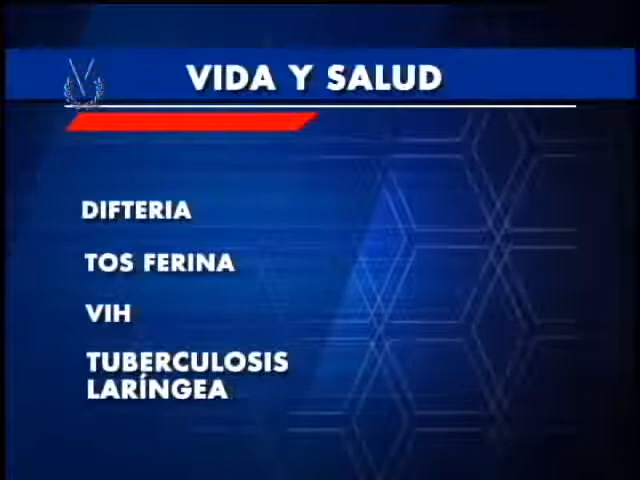 VIDA Y SALUD
DIFTERIA
TOS FERINA
VIH
TUBERCULOSIS
LARÍNGEA